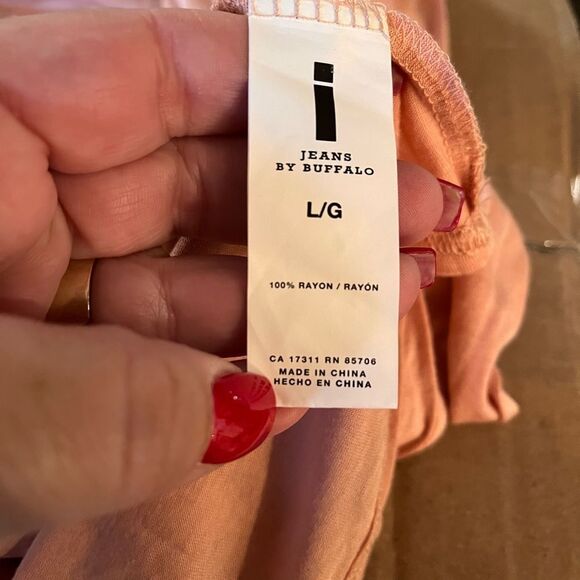 i
JEANS
BY BUFFALO
L/G
100% RAYON / RAYÓN
CA 17311 RN 85706
MADE IN CHINA
HECHO EN CHINA